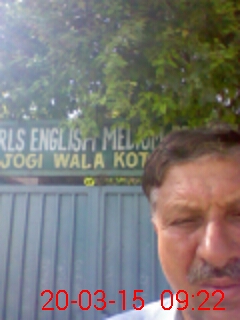 RLS ENGLISH MEDIUM
JOGI WALA KOT
20-03-15 09:22